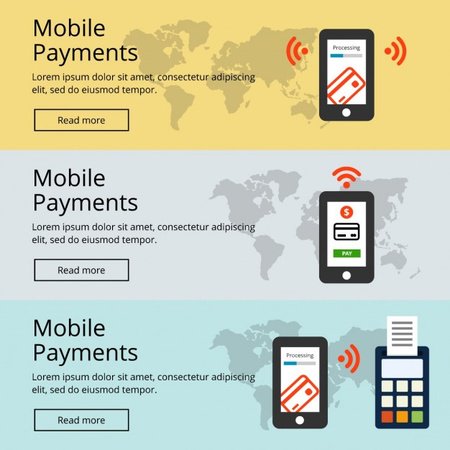 Mobile
Payments
Lorem ipsum dolor sit amet, consectetur adipiscing
elit, sed do eiusmod tempor.
Read more
Processing
Mobile
Payments
Lorem ipsum dolor sit amet, consectetur adipiscing
elit, sed do eiusmod tempor.
Read more
$
PAY
Mobile
Payments
Lorem ipsum dolor sit amet, consectetur adipiscing
elit, sed do eiusmod tempor.
Read more
Processing